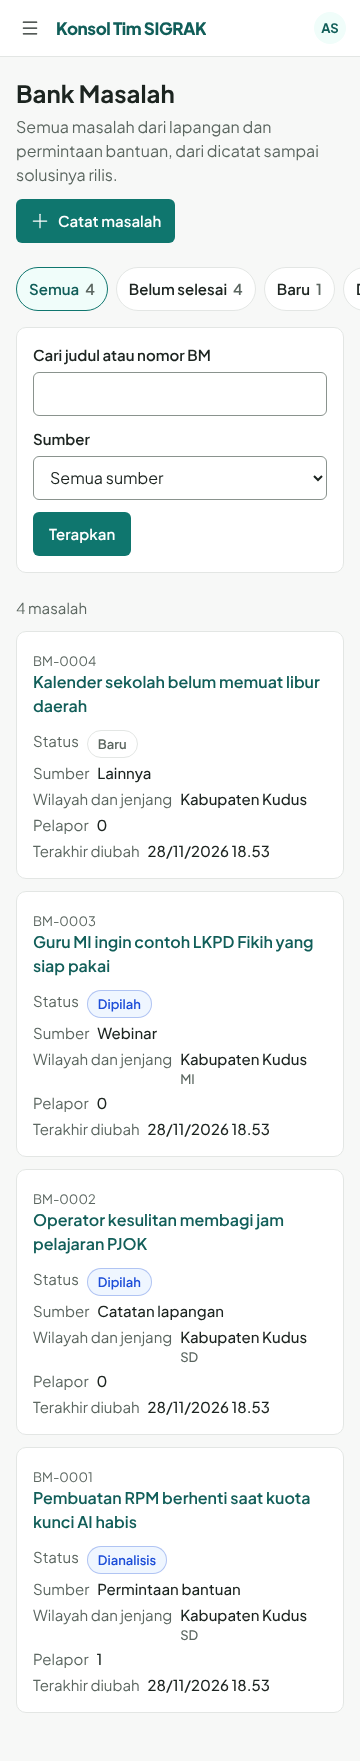 Konsol Tim SIGRAK
AS
Bank Masalah
Semua masalah dari lapangan dan
permintaan bantuan, dari dicatat sampai
solusinya rilis.
Catat masalah
Semua 4
Belum selesai 4
Baru 1
Cari judul atau nomor BM
Sumber
Semua sumber
Terapkan
4 masalah
BM-0004
Kalender sekolah belum memuat libur
daerah
Status Baru
Sumber Lainnya
Wilayah dan jenjang Kabupaten Kudus
Pelapor 0
Terakhir diubah 28/11/2026 18.53
BM-0003
Guru MI ingin contoh LKPD Fikih yang
siap pakai
Status Dipilah
Sumber Webinar
Wilayah dan jenjang Kabupaten Kudus
MI
Pelapor 0
Terakhir diubah 28/11/2026 18.53
BM-0002
Operator kesulitan membagi jam
pelajaran PJOK
Status Dipilah
Sumber Catatan lapangan
Wilayah dan jenjang Kabupaten Kudus
SD
Pelapor 0
Terakhir diubah 28/11/2026 18.53
BM-0001
Pembuatan RPM berhenti saat kuota
kunci AI habis
Status Dianalisis
Sumber Permintaan bantuan
Wilayah dan jenjang Kabupaten Kudus
SD
Pelapor 1
Terakhir diubah 28/11/2026 18.53